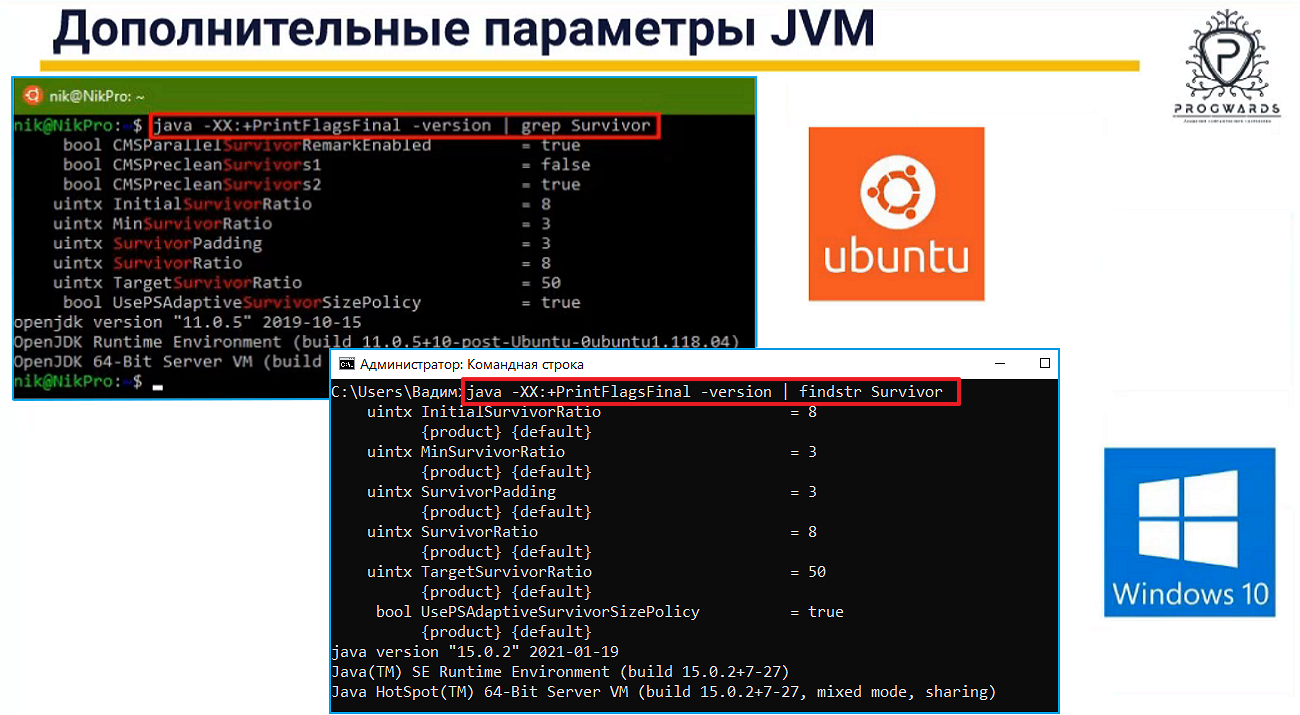 Дополнительные параметры JVM
PROGWARDS
nik@NikPro: ~
nik@NikPro:~$ java -XX:+PrintFlagsFinal -version | grep Survivor
bool CMSParallelSurvivorRemarkEnabled = true
bool CMSPrecleanSurvivors1 = false
bool CMSPrecleanSurvivors2 = true
uintx InitialSurvivorRatio = 8
uintx MinSurvivorRatio = 3
uintx SurvivorPadding = 3
uintx SurvivorRatio = 8
uintx TargetSurvivorRatio = 50
bool UsePSAdaptiveSurvivorSizePolicy = true
openjdk version "11.0.5" 2019-10-15
OpenJDK Runtime Environment (build 11.0.5+10-post-Ubuntu-0ubuntu1.118.04)
OpenJDK 64-Bit Server VM (build
nik@NikPro:~$
ubuntu
Администратор: Командная строка
C:\Users\Вадим>java -XX:+PrintFlagsFinal -version | findstr Survivor
uintx InitialSurvivorRatio = 8
{product} {default}
uintx MinSurvivorRatio = 3
{product} {default}
uintx SurvivorPadding = 3
{product} {default}
uintx SurvivorRatio = 8
{product} {default}
uintx TargetSurvivorRatio = 50
{product} {default}
bool UsePSAdaptiveSurvivorSizePolicy = true
{product} {default}
java version "15.0.2" 2021-01-19
Java(TM) SE Runtime Environment (build 15.0.2+7-27)
Java HotSpot(TM) 64-Bit Server VM (build 15.0.2+7-27, mixed mode, sharing)
Windows 10